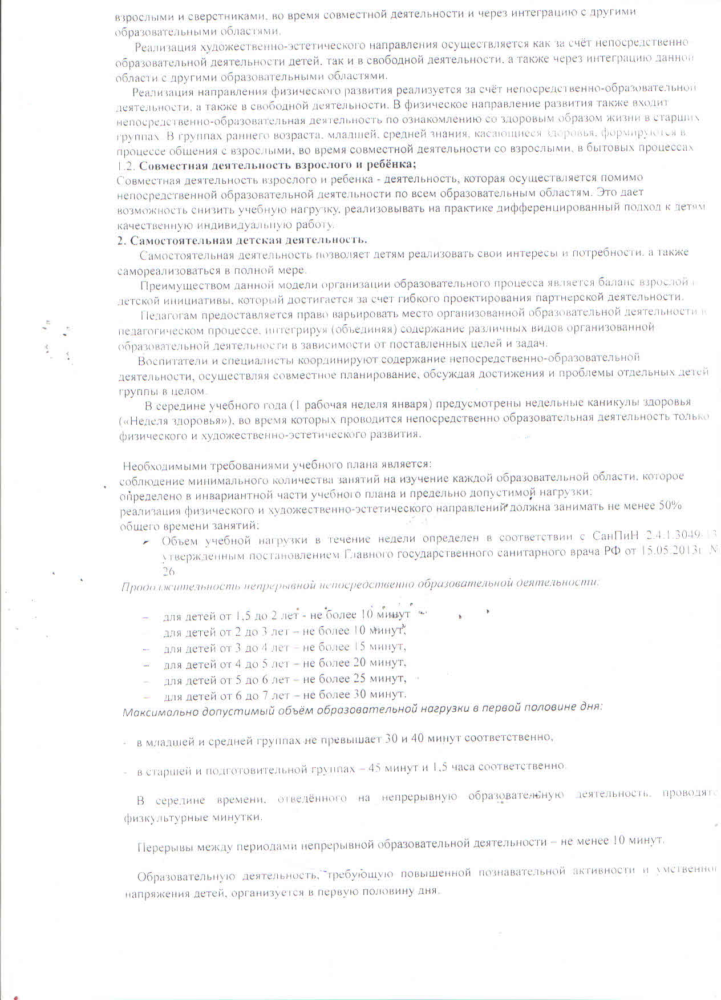 взрослыми и сверстниками, во время совместной деятельности и через интеграцию с другими
образовательными областями.
Реализация художественно-эстетического направления осуществляется как за счёт непосредственно
образовательной деятельности детей, так и в свободной деятельности, а также через интеграцию данной
области с другими образовательными областями.
Реализация направления физического развития реализуется за счёт непосредственно-образовательной
деятельности, а также в свободной деятельности. В физическое направление развития также входит
непосредственно-образовательная деятельность по ознакомлению со здоровым образом жизни в старших
группах. В группах раннего возраста, младшей, средней знания, касающиеся здоровья, формируются в
процессе общения с взрослыми, во время совместной деятельности со взрослыми, в бытовых процессах
1.2. Совместная деятельность взрослого и ребёнка;
Совместная деятельность взрослого и ребенка - деятельность, которая осуществляется помимо
непосредственной образовательной деятельности по всем образовательным областям. Это дает
возможность снизить учебную нагрузку, реализовывать на практике дифференцированный подход к детям
качественную индивидуальную работу.
2. Самостоятельная детская деятельность.
Самостоятельная деятельность позволяет детям реализовать свои интересы и потребности, а также
самореализоваться в полной мере.
Преимуществом данной модели организации образовательного процесса является баланс взрослой и
детской инициативы, который достигается за счет гибкого проектирования партнерской деятельности.
Педагогам предоставляется право варьировать место организованной образовательной деятельности в
педагогическом процессе, интегрируя (объединяя) содержание различных видов организованной
образовательной деятельности в зависимости от поставленных целей и задач.
Воспитатели и специалисты координируют содержание непосредственно-образовательной
деятельности, осуществляя совместное планирование, обсуждая достижения и проблемы отдельных детей
группы в целом.
В середине учебного года (1 рабочая неделя января) предусмотрены недельные каникулы здоровья
(«Неделя здоровья»), во время которых проводится непосредственно образовательная деятельность только
физического и художественно-эстетического развития.
Необходимыми требованиями учебного плана является:
соблюдение минимального количества занятий на изучение каждой образовательной области, которое
определено в инвариантной части учебного плана и предельно допустимой нагрузки;
реализация физического и художественно-эстетического направлений должна занимать не менее 50%
общего времени занятий;
➢ Объем учебной нагрузки в течение недели определен в соответствии с СанПиН 2.4.1.3049-13
утвержденным постановлением Главного государственного санитарного врача РФ от 15.05.2013г. №
26
Продолжительность непрерывной непосредственно образовательной деятельности:
– для детей от 1,5 до 2 лет - не более 10 минут
– для детей от 2 до 3 лет – не более 10 минут,
– для детей от 3 до 4 лет – не более 15 минут,
– для детей от 4 до 5 лет – не более 20 минут,
– для детей от 5 до 6 лет – не более 25 минут,
– для детей от 6 до 7 лет – не более 30 минут.
Максимально допустимый объём образовательной нагрузки в первой половине дня:
- в младшей и средней группах не превышает 30 и 40 минут соответственно,
- в старшей и подготовительной группах – 45 минут и 1,5 часа соответственно.
В середине времени, отведённого на непрерывную образовательную деятельность, проводятс
физкультурные минутки.
Перерывы между периодами непрерывной образовательной деятельности – не менее 10 минут.
Образовательную деятельность, требующую повышенной познавательной активности и умственног
напряжения детей, организуется в первую половину дня.